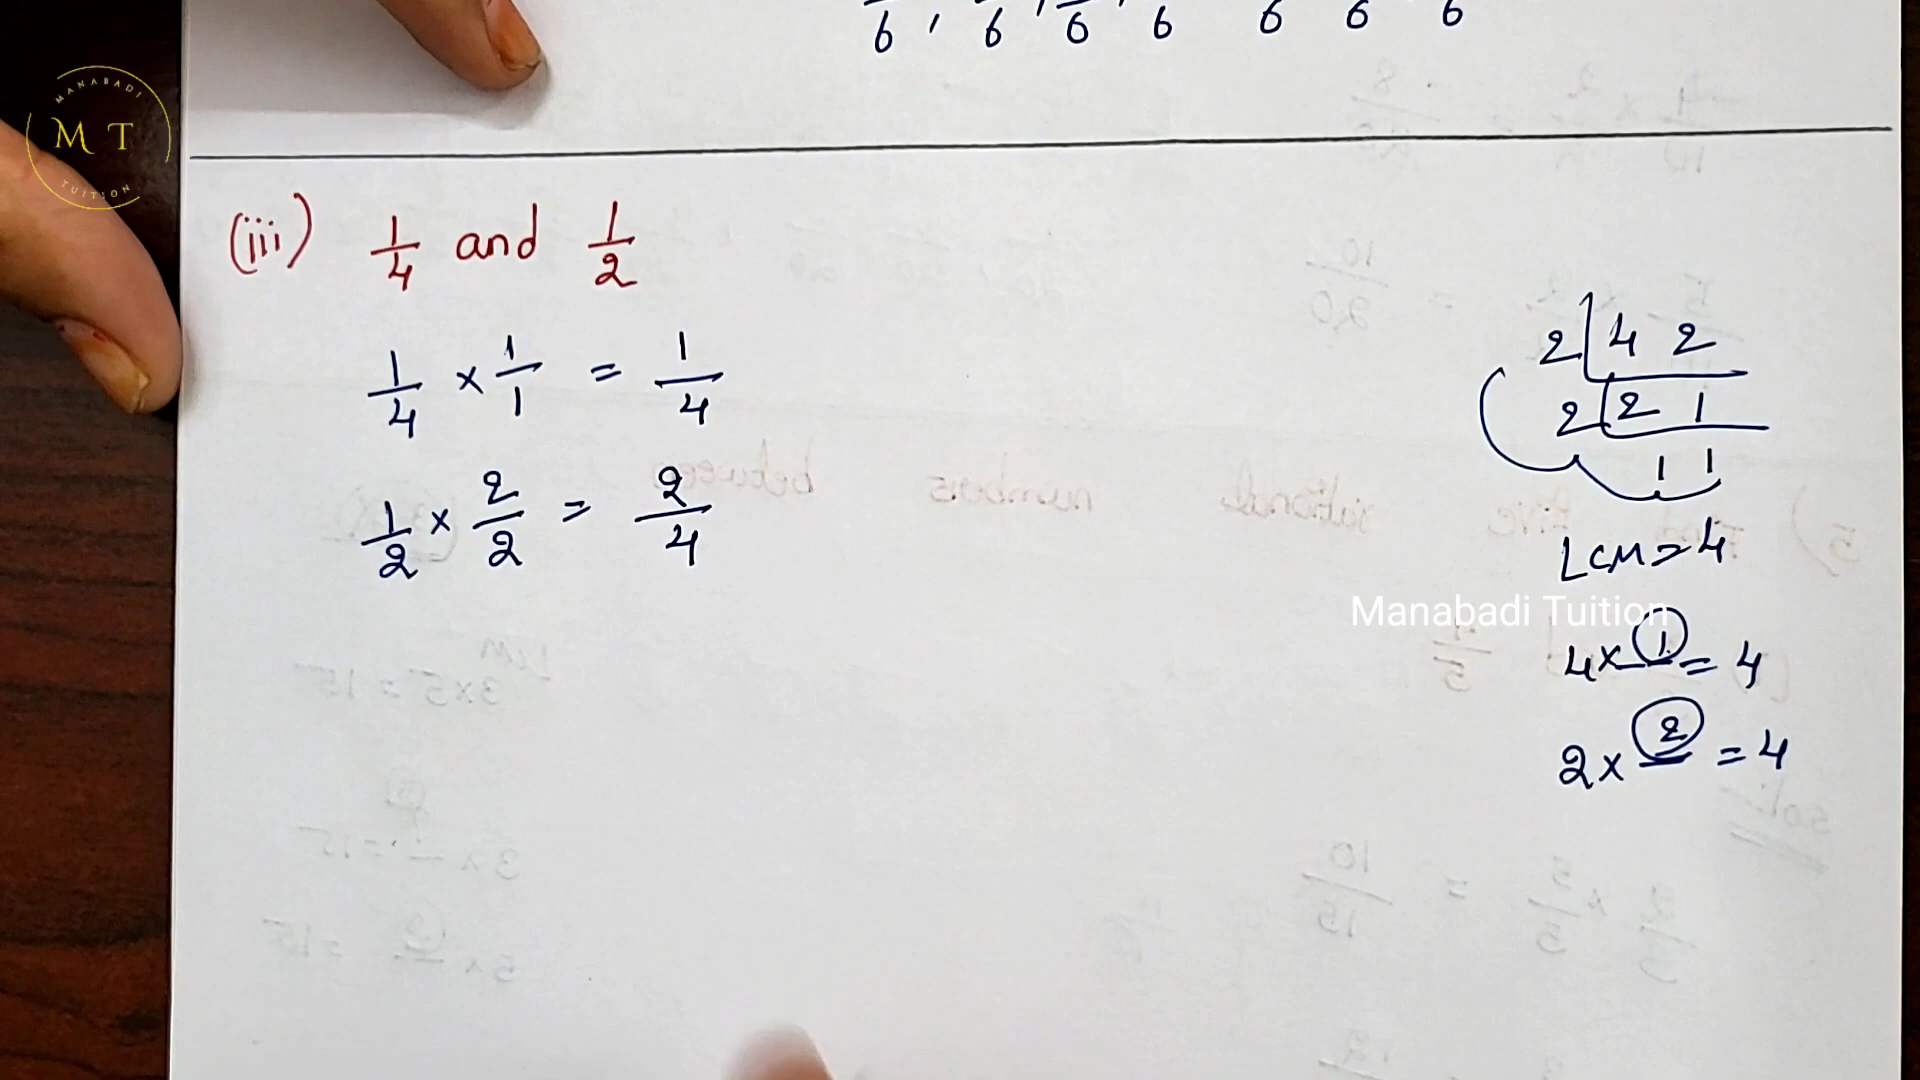 6 , 6 , 6 , 6 6 6 6
MANABADI
M T
TUITION
(iii) 1/4 and 1/2
1/4 × 1/1 = 1/4
1/2 × 2/2 = 2/4
2 | 4 2
2 | 2 1
1 1
LCM = 4
Manabadi Tuition
4 × 1 = 4
2 × 2 = 4